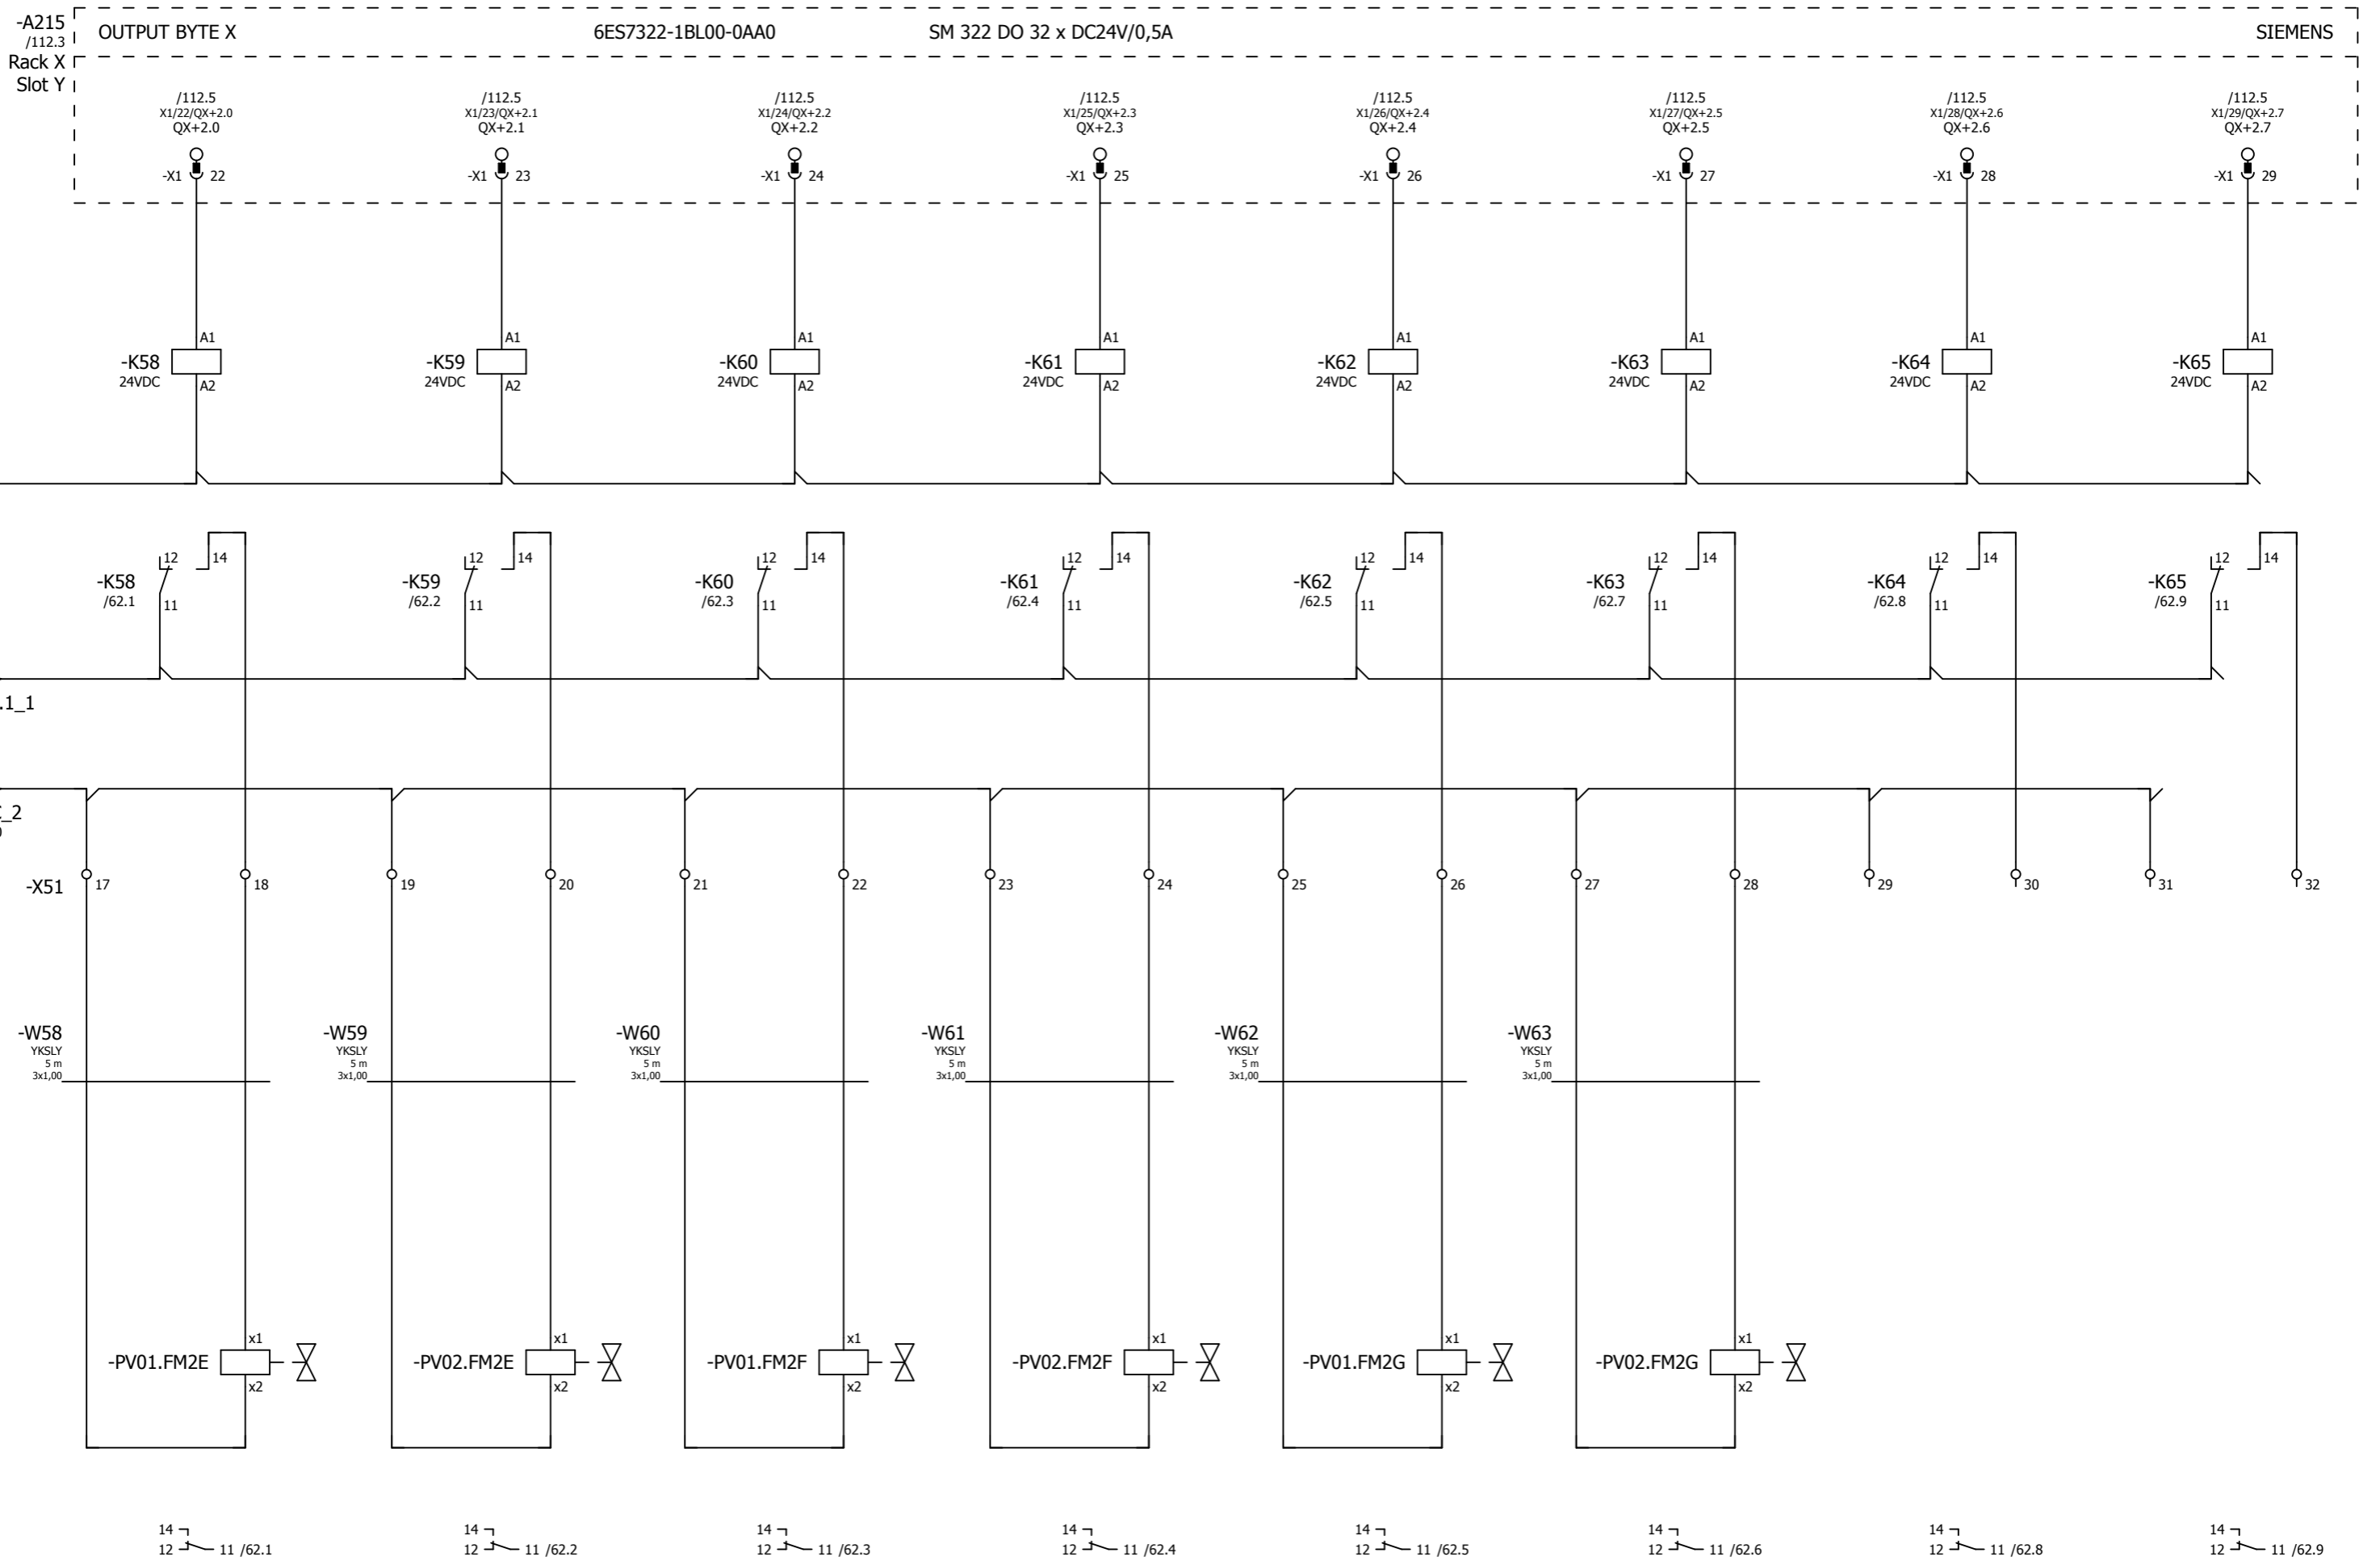 -A215
/112.3
Rack X
Slot Y
OUTPUT BYTE X 6ES7322-1BL00-0AA0 SM 322 DO 32 x DC24V/0,5A SIEMENS
/112.5 /112.5 /112.5 /112.5 /112.5 /112.5 /112.5 /112.5
X1/22/QX+2.0 X1/23/QX+2.1 X1/24/QX+2.2 X1/25/QX+2.3 X1/26/QX+2.4 X1/27/QX+2.5 X1/28/QX+2.6 X1/29/QX+2.7
QX+2.0 QX+2.1 QX+2.2 QX+2.3 QX+2.4 QX+2.5 QX+2.6 QX+2.7
-X1 22 -X1 23 -X1 24 -X1 25 -X1 26 -X1 27 -X1 28 -X1 29
A1 A1 A1 A1 A1 A1 A1 A1
-K58 -K59 -K60 -K61 -K62 -K63 -K64 -K65
24VDC 24VDC 24VDC 24VDC 24VDC 24VDC 24VDC 24VDC
A2 A2 A2 A2 A2 A2 A2 A2
12 14 12 14 12 14 12 14 12 14 12 14 12 14 12 14
-K58 -K59 -K60 -K61 -K62 -K63 -K64 -K65
/62.1 11 /62.2 11 /62.3 11 /62.4 11 /62.5 11 /62.7 11 /62.8 11 /62.9 11
.1_1
_2
-X51 17 18 19 20 21 22 23 24 25 26 27 28 29 30 31 32
-W58 -W59 -W60 -W61 -W62 -W63
YKSLY YKSLY YKSLY YKSLY YKSLY YKSLY
5 m 5 m 5 m 5 m 5 m 5 m
3x1,00 3x1,00 3x1,00 3x1,00 3x1,00 3x1,00
x1 x1 x1 x1 x1 x1
-PV01.FM2E -PV02.FM2E -PV01.FM2F -PV02.FM2F -PV01.FM2G -PV02.FM2G
x2 x2 x2 x2 x2 x2
14 14 14 14 14 14 14 14
12 11 /62.1 12 11 /62.2 12 11 /62.3 12 11 /62.4 12 11 /62.5 12 11 /62.6 12 11 /62.8 12 11 /62.9